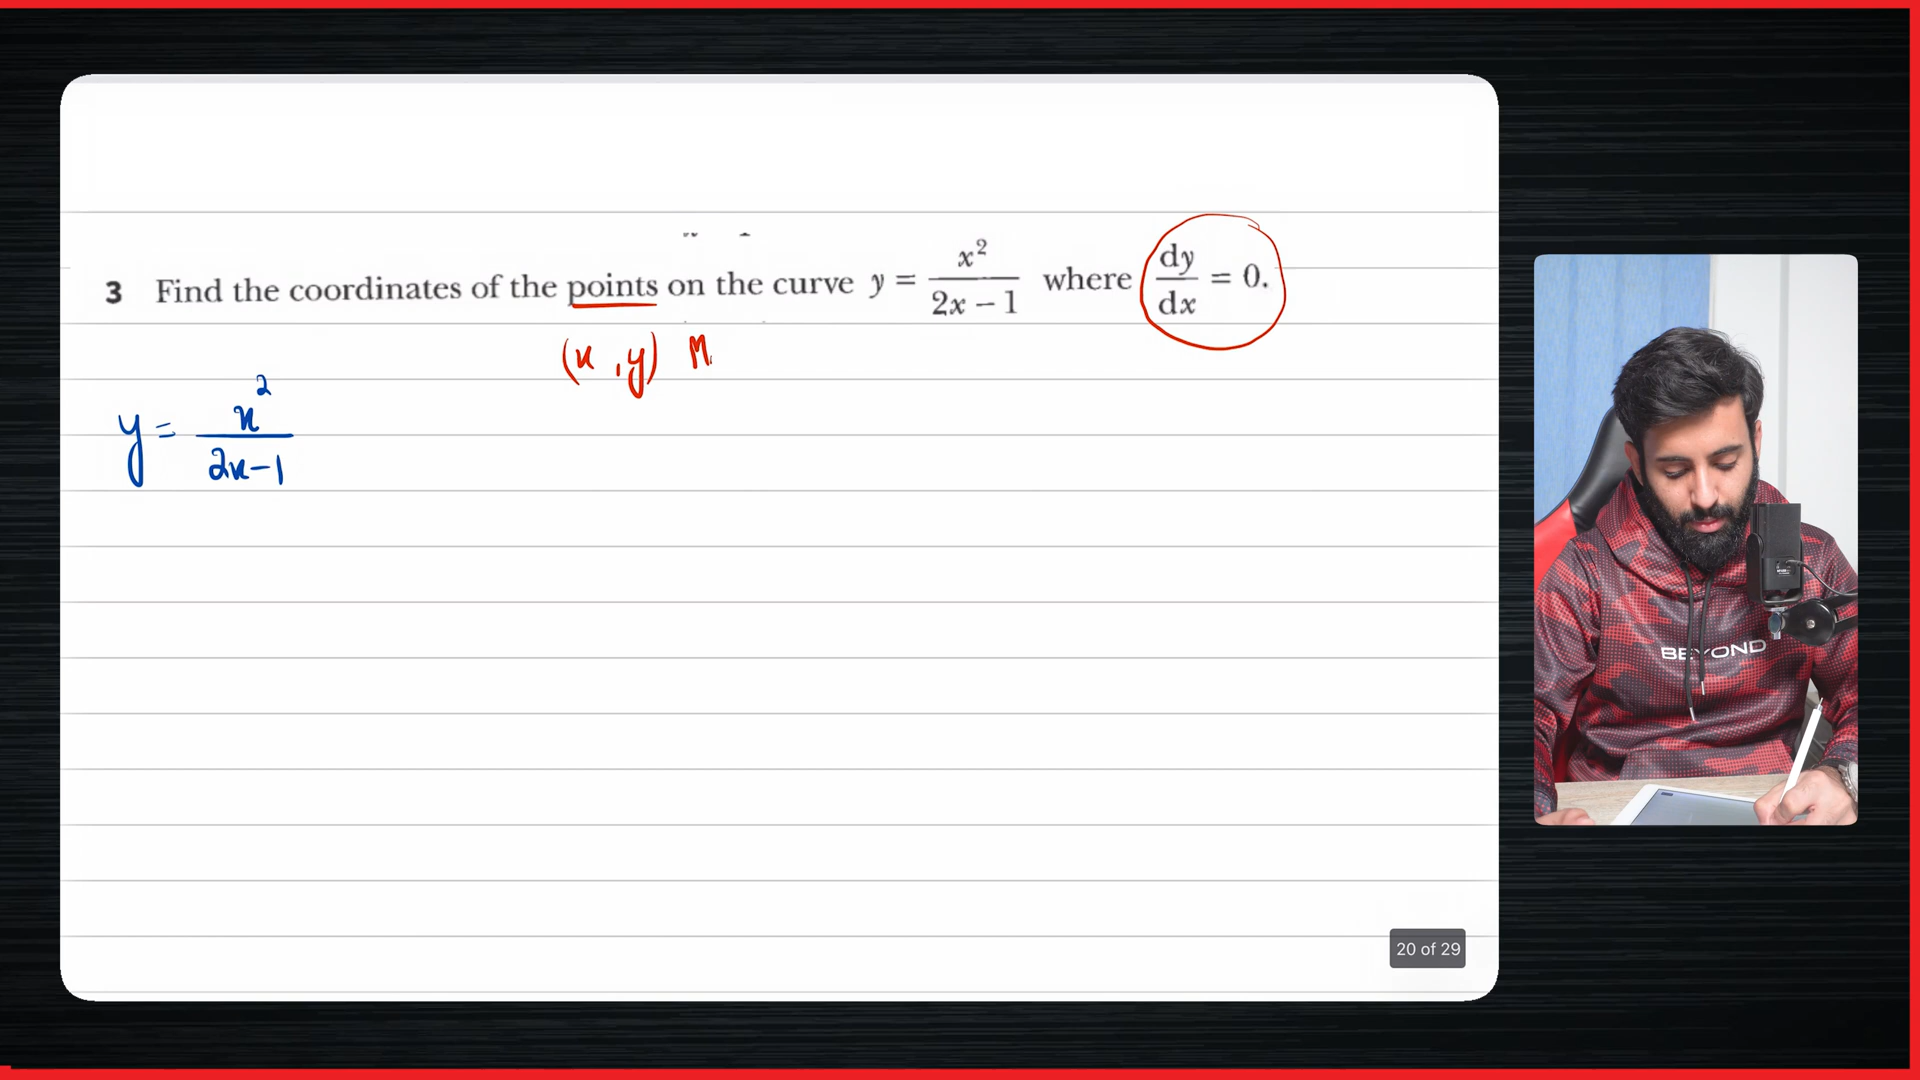 3 Find the coordinates of the points on the curve y = x²/(2x − 1) where dy/dx = 0.
(x, y) M
y = x²/(2x−1)
BEYOND
20 of 29